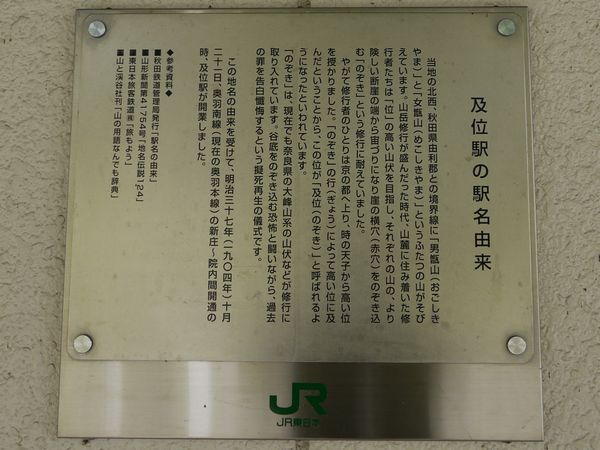 及位駅の駅名由来
当地の北西、秋田県由利郡との境界線に「男甑山（おこしき
やま）」と「女甑山（めこしきやま）」というふたつの山がそび
えています。山岳修行が盛んだった時代、山麓に住み着いた修
行者たちは「位」の高い山伏を目指し、それぞれの山の、より
険しい断崖の端から宙づりになり崖の横穴（赤穴）をのぞき込
む「のぞき」という修行に耐えていました。
やがて修行者のひとりは京の都へ上り、時の天子から高い位
を授かりました。「のぞき」の行（ぎょう）によって高い位に及
んだということから、この位が「及位（のぞき）」と呼ばれるよ
うになったといわれています。
「のぞき」は、現在でも奈良県の大峰山系の山伏などが修行に
取り入れています。谷底をのぞき込む恐怖と闘いながら、過去
の罪を告白懺悔するという擬死再生の儀式です。
この地名の由来を受けて、明治三十七年（一九〇四年）十月
二十一日、奥羽南線（現在の奥羽本線）の新庄〜院内間開通の
時、及位駅が開業しました。
◆参考資料◆
■秋田鉄道管理局発行「駅名の由来」
■山形新聞第41764号「地名伝説 124」
■東日本旅客鉄道㈱「旅もよう」
■山と渓谷社刊「山の用語なんでも辞典」
JR
JR東日本